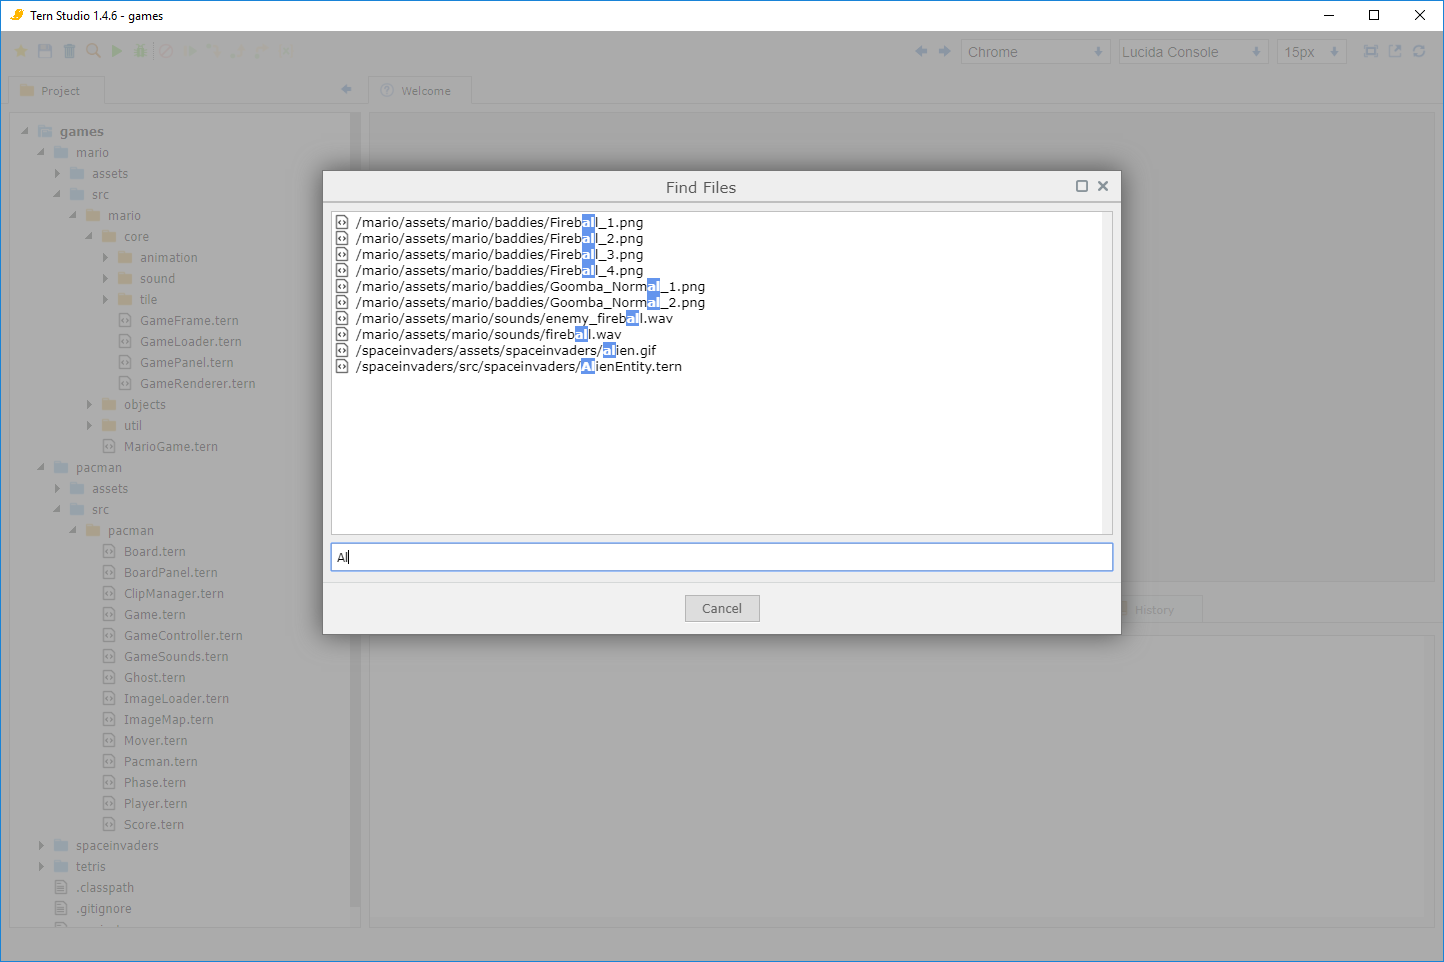 Tern Studio 1.4.6 - games
Chrome
Lucida Console
15px
Project
Welcome
games
mario
assets
src
mario
core
animation
sound
tile
GameFrame.tern
GameLoader.tern
GamePanel.tern
GameRenderer.tern
objects
util
MarioGame.tern
pacman
assets
src
pacman
Board.tern
BoardPanel.tern
ClipManager.tern
Game.tern
GameController.tern
GameSounds.tern
Ghost.tern
ImageLoader.tern
ImageMap.tern
Mover.tern
Pacman.tern
Phase.tern
Player.tern
Score.tern
spaceinvaders
tetris
.classpath
.gitignore
Find Files
/mario/assets/mario/baddies/Fireball_1.png
/mario/assets/mario/baddies/Fireball_2.png
/mario/assets/mario/baddies/Fireball_3.png
/mario/assets/mario/baddies/Fireball_4.png
/mario/assets/mario/baddies/Goomba_Normal_1.png
/mario/assets/mario/baddies/Goomba_Normal_2.png
/mario/assets/mario/sounds/enemy_fireball.wav
/mario/assets/mario/sounds/fireball.wav
/spaceinvaders/assets/spaceinvaders/alien.gif
/spaceinvaders/src/spaceinvaders/AlienEntity.tern
Al
Cancel
History